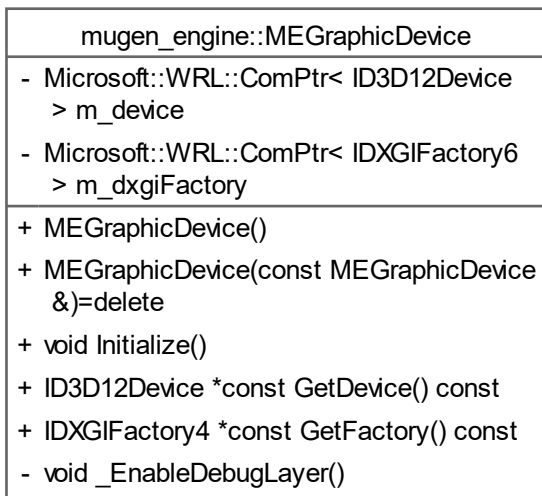 mugen_engine::MEGraphicDevice
- Microsoft::WRL::ComPtr< ID3D12Device
> m_device
- Microsoft::WRL::ComPtr< IDXGIFactory6
> m_dxgiFactory
+ MEGraphicDevice()
+ MEGraphicDevice(const MEGraphicDevice
&)=delete
+ void Initialize()
+ ID3D12Device *const GetDevice() const
+ IDXGIFactory4 *const GetFactory() const
- void _EnableDebugLayer()